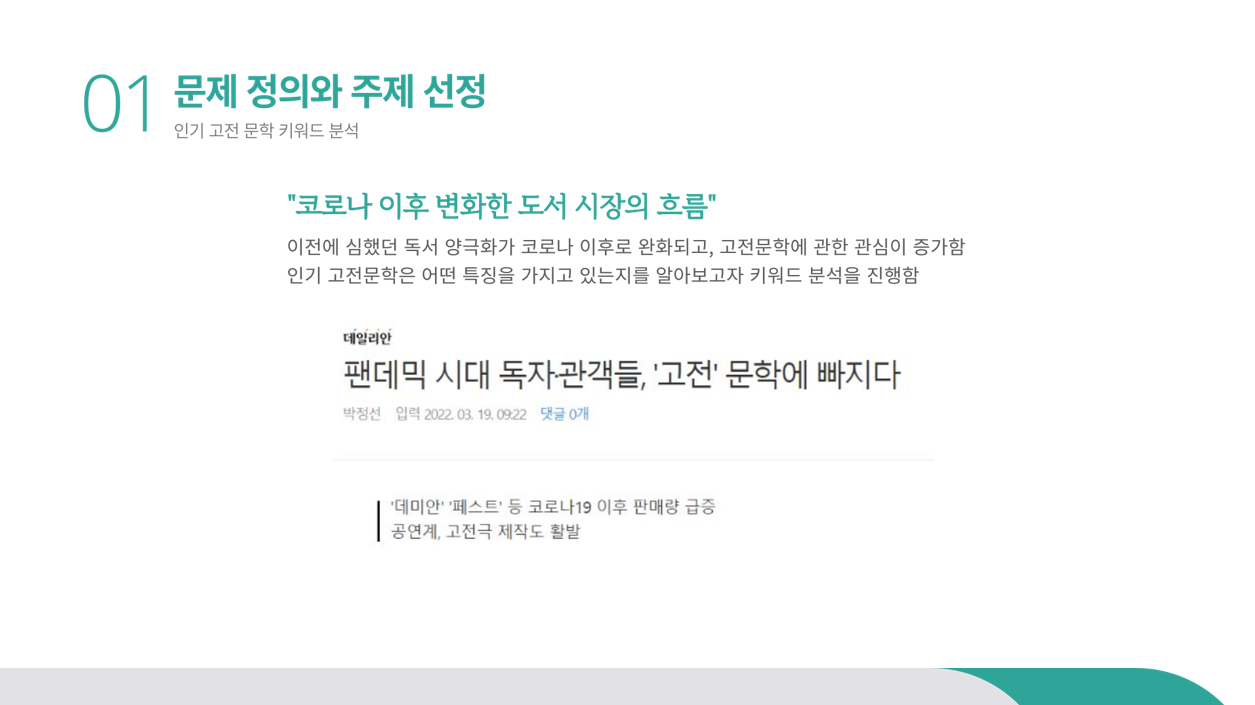 01
문제 정의와 주제 선정
인기 고전 문학 키워드 분석
"코로나 이후 변화한 도서 시장의 흐름"
이전에 심했던 독서 양극화가 코로나 이후로 완화되고, 고전문학에 관한 관심이 증가함
인기 고전문학은 어떤 특징을 가지고 있는지를 알아보고자 키워드 분석을 진행함
데일리안
팬데믹 시대 독자·관객들, '고전' 문학에 빠지다
박정선 입력 2022. 03. 19. 09:22 댓글 0개
'데미안' '페스트' 등 코로나19 이후 판매량 급증
공연계, 고전극 제작도 활발